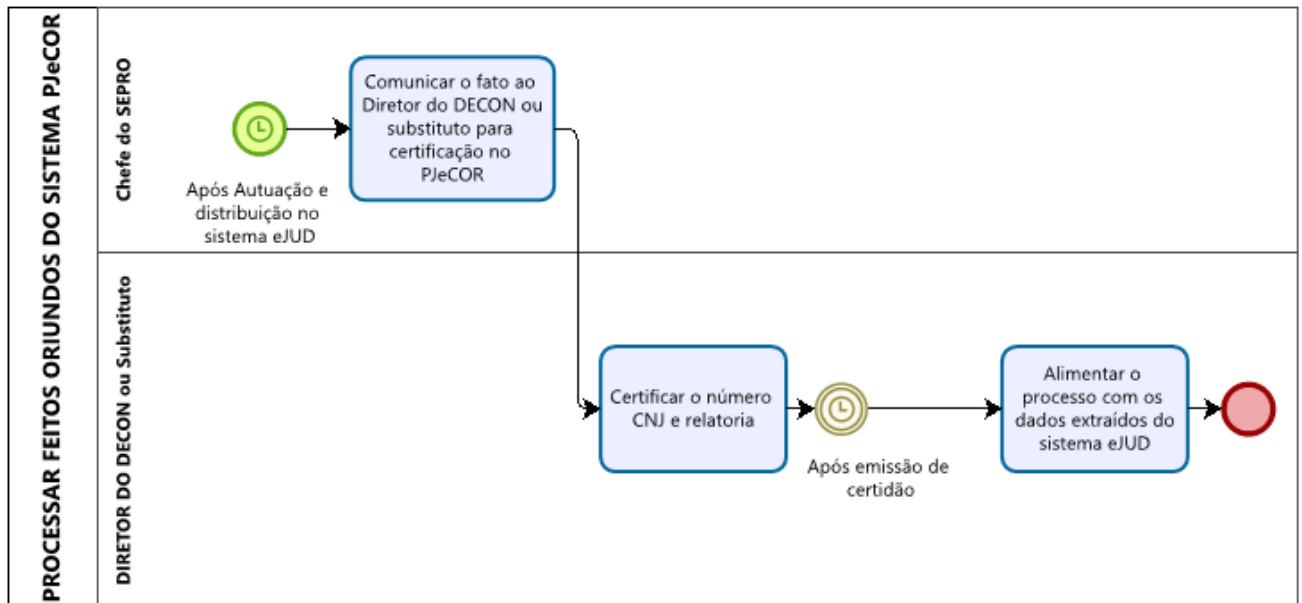 PROCESSAR FEITOS ORIUNDOS DO SISTEMA PJeCOR
Chefe do SEPRO
Após Autuação e
distribuição no
sistema eJUD
Comunicar o fato ao
Diretor do DECON ou
substituto para
certificação no
PJeCOR
DIRETOR DO DECON ou Substituto
Certificar o número
CNJ e relatoria
Após emissão de
certidão
Alimentar o
processo com os
dados extraídos do
sistema eJUD